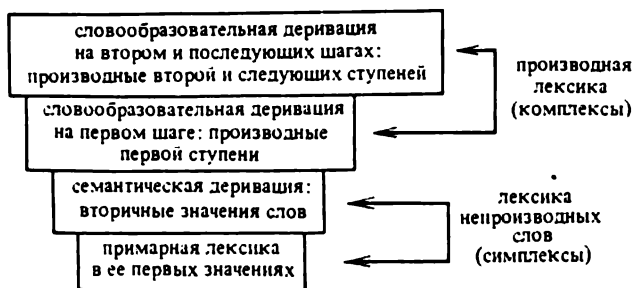 словообразовательная деривация
на втором и последующих шагах:
производные второй и следующих ступеней
словообразовательная деривация
на первом шаге: производные
первой ступени
семантическая деривация:
вторичные значения слов
примарная лексика
в ее первых значениях
производная
лексика
(комплексы)
лексика
непроизводных
слов
(симплексы)